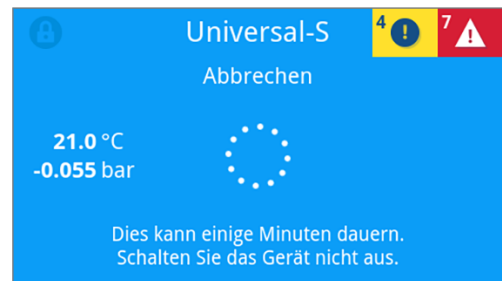 Universal-S
4
7
Abbrechen
21.0 °C
-0.055 bar
Dies kann einige Minuten dauern.
Schalten Sie das Gerät nicht aus.